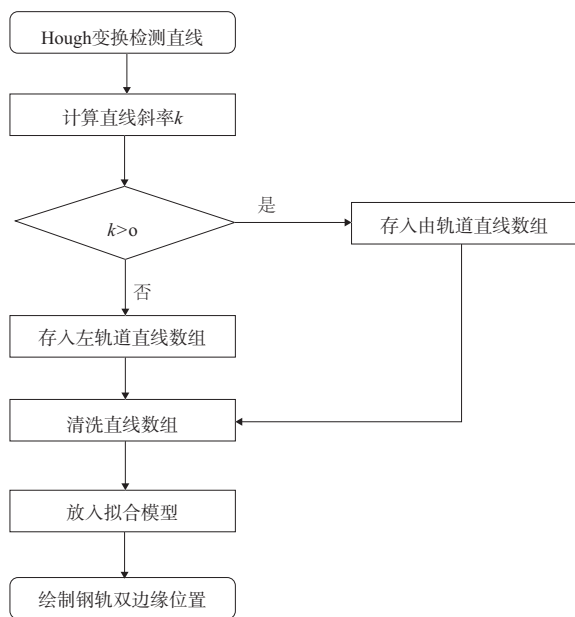 Hough变换检测直线
计算直线斜率k
k>o
是
存入由轨道直线数组
否
存入左轨道直线数组
清洗直线数组
放入拟合模型
绘制钢轨双边缘位置